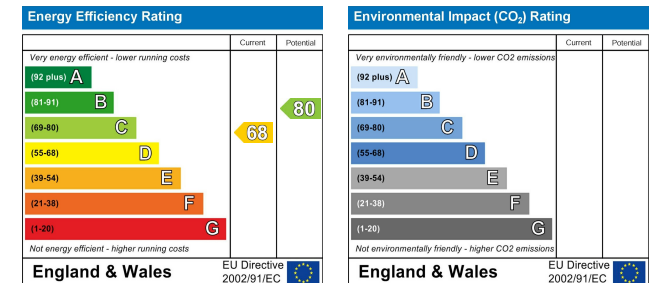 Energy Efficiency Rating
Current Potential
Very energy efficient - lower running costs
(92 plus) A
(81-91) B
(69-80) C
(55-68) D
(39-54) E
(21-38) F
(1-20) G
68
80
Not energy efficient - higher running costs
England & Wales
EU Directive
2002/91/EC
Environmental Impact (CO₂) Rating
Current Potential
Very environmentally friendly - lower CO2 emissions
(92 plus) A
(81-91) B
(69-80) C
(55-68) D
(39-54) E
(21-38) F
(1-20) G
Not environmentally friendly - higher CO2 emissions
England & Wales
EU Directive
2002/91/EC